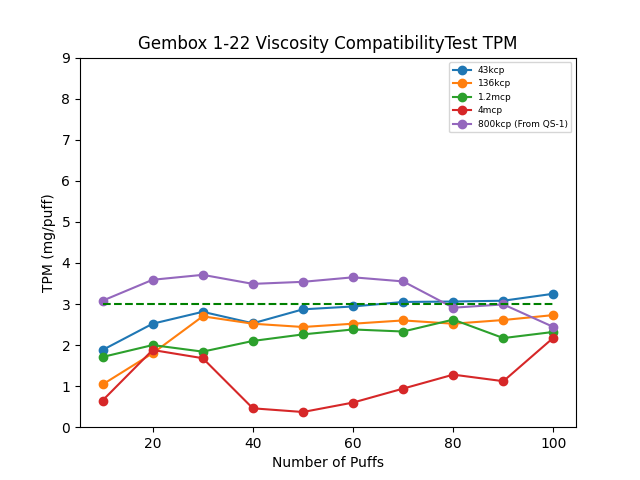 Gembox 1-22 Viscosity CompatibilityTest TPM
9
8
7
6
5
4
3
2
1
0
TPM (mg/puff)
43kcp
136kcp
1.2mcp
4mcp
800kcp (From QS-1)
20 40 60 80 100
Number of Puffs